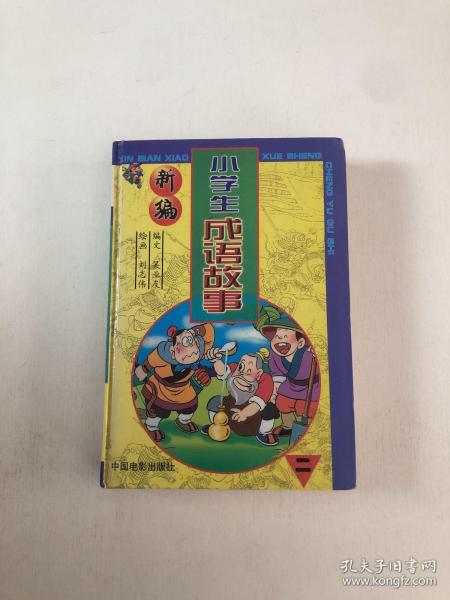 XIN BIAN XIAO XUE SHENG
CHENG YU GU SHI
新编
小学生
成语故事
编文 吴亚友
绘画 刘志伟
二
中国电影出版社
孔夫子旧书网
www.kongfz.com